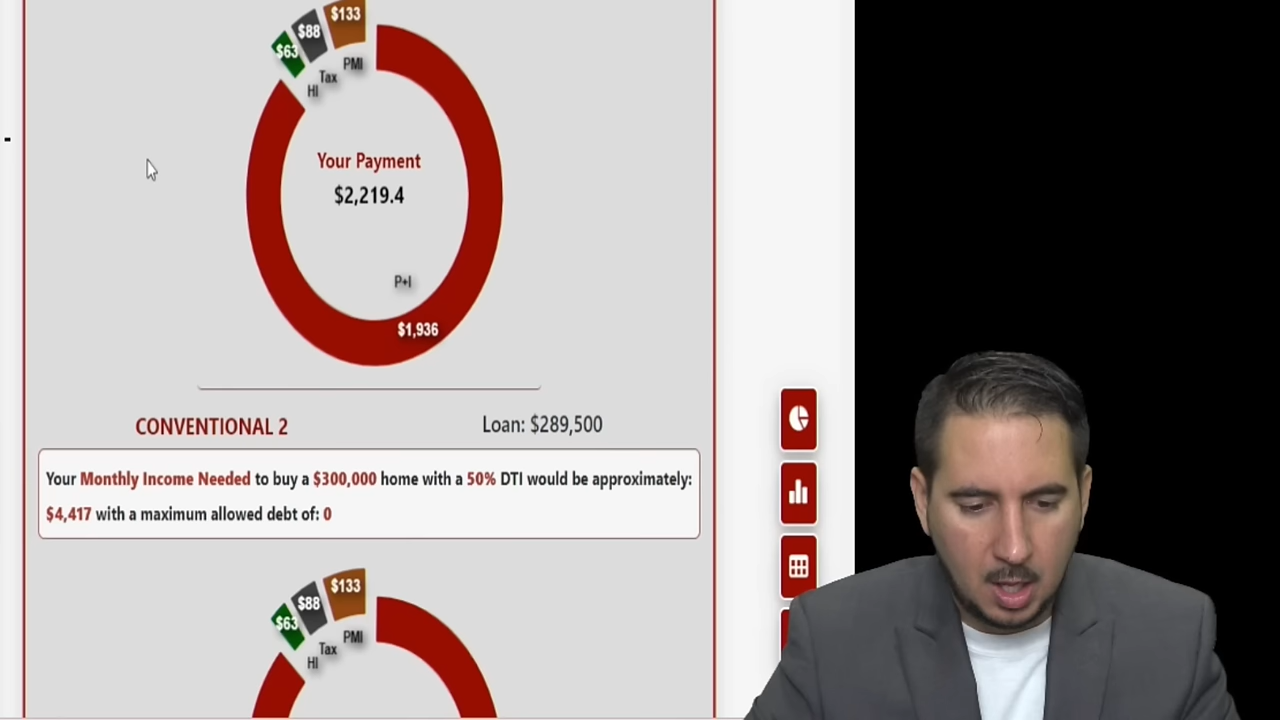 $133
$88
$63
PMI
Tax
HI
Your Payment
$2,219.4
P+I
$1,936
CONVENTIONAL 2
Loan: $289,500
Your Monthly Income Needed to buy a $300,000 home with a 50% DTI would be approximately:
$4,417 with a maximum allowed debt of: 0
$133
$88
$63
PMI
Tax
HI